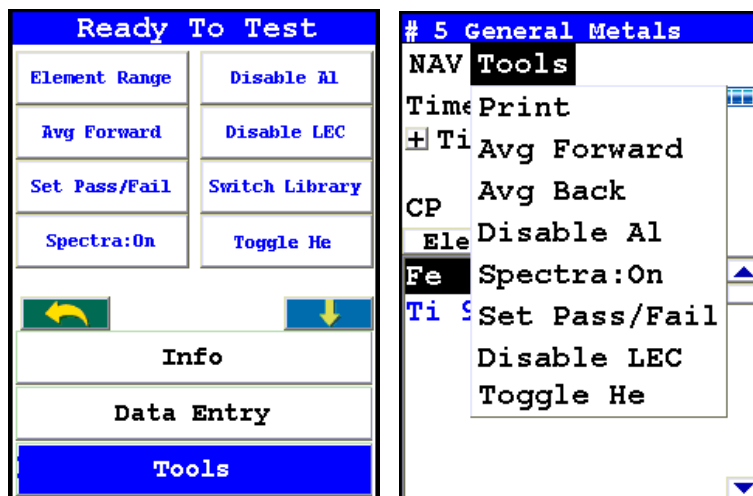 Ready To Test
Element Range
Disable Al
Avg Forward
Disable LEC
Set Pass/Fail
Switch Library
Spectra:On
Toggle He
Info
Data Entry
Tools
# 5 General Metals
NAV Tools
Time
Print
Ti
Avg Forward
Avg Back
CP
Disable Al
Ele
Spectra:On
Fe
Set Pass/Fail
Ti 9
Disable LEC
Toggle He